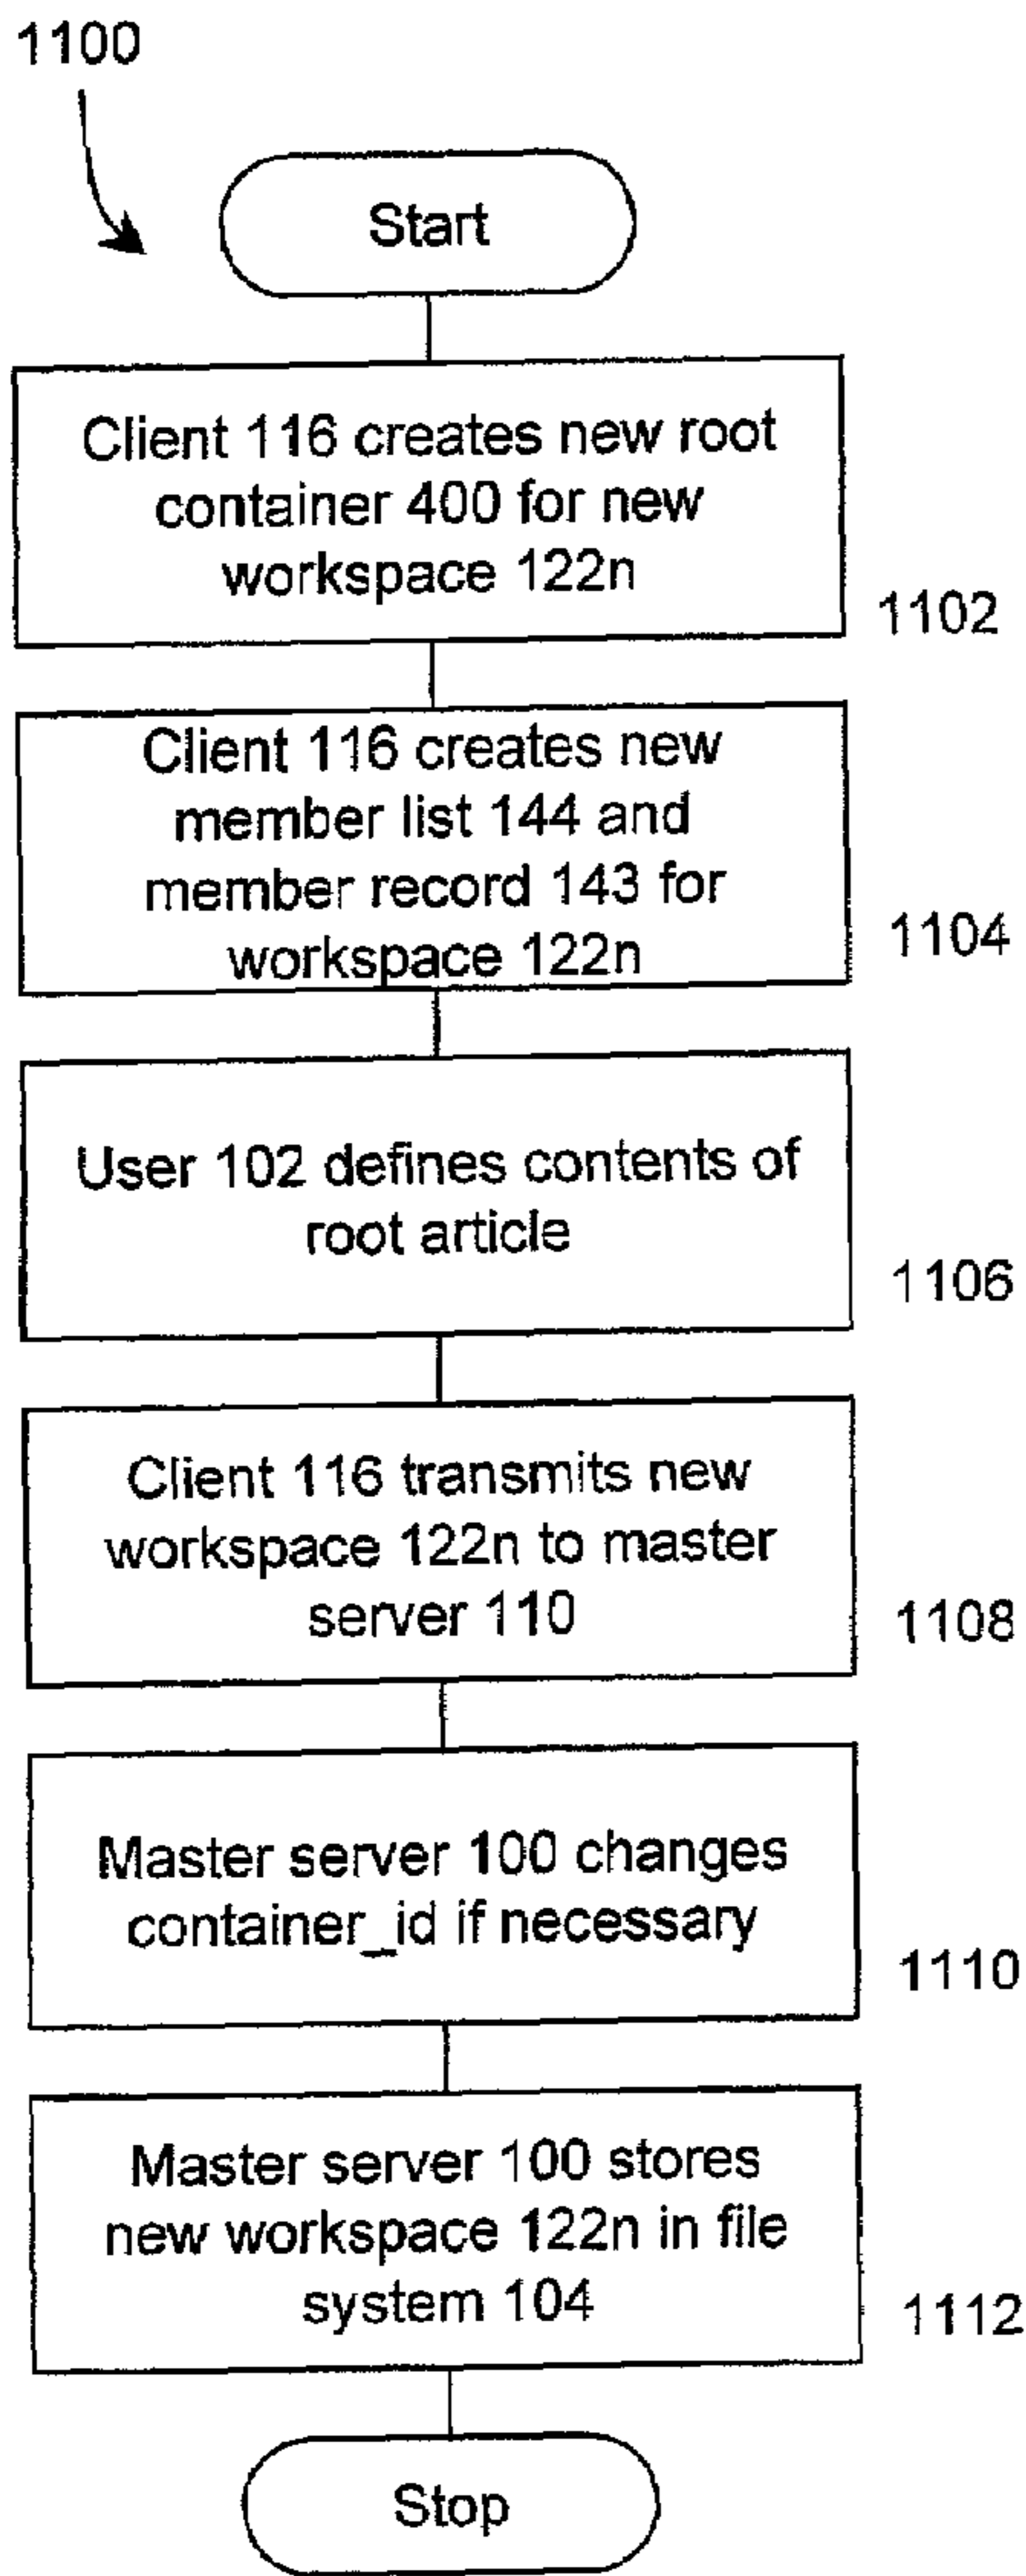 1100
Start
Client 116 creates new root
container 400 for new
workspace 122n
1102
Client 116 creates new
member list 144 and
member record 143 for
workspace 122n
1104
User 102 defines contents of
root article
1106
Client 116 transmits new
workspace 122n to master
server 110
1108
Master server 100 changes
container_id if necessary
1110
Master server 100 stores
new workspace 122n in file
system 104
1112
Stop